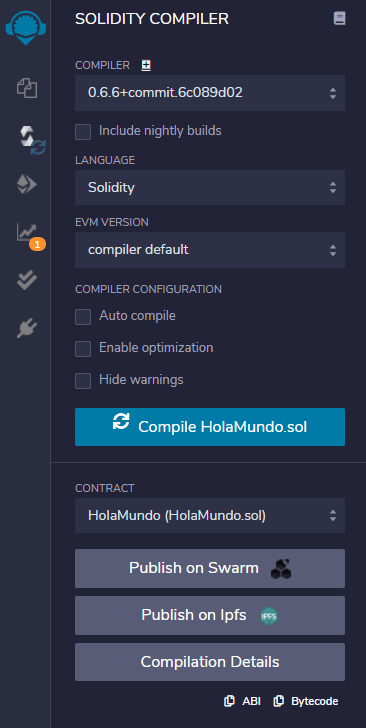 SOLIDITY COMPILER
COMPILER
0.6.6+commit.6c089d02
Include nightly builds
LANGUAGE
Solidity
EVM VERSION
compiler default
1
COMPILER CONFIGURATION
Auto compile
Enable optimization
Hide warnings
Compile HolaMundo.sol
CONTRACT
HolaMundo (HolaMundo.sol)
Publish on Swarm
Publish on Ipfs IPFS
Compilation Details
ABI Bytecode